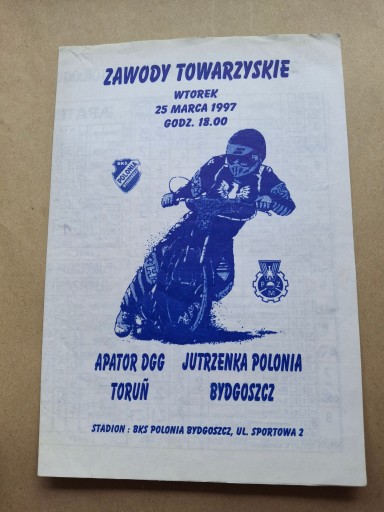 ZAWODY TOWARZYSKIE
WTOREK
25 MARCA 1997
GODZ. 18.00
BKS
POLONIA
APATOR DGG JUTRZENKA POLONIA
TORUŃ BYDGOSZCZ
STADION : BKS POLONIA BYDGOSZCZ, UL. SPORTOWA 2